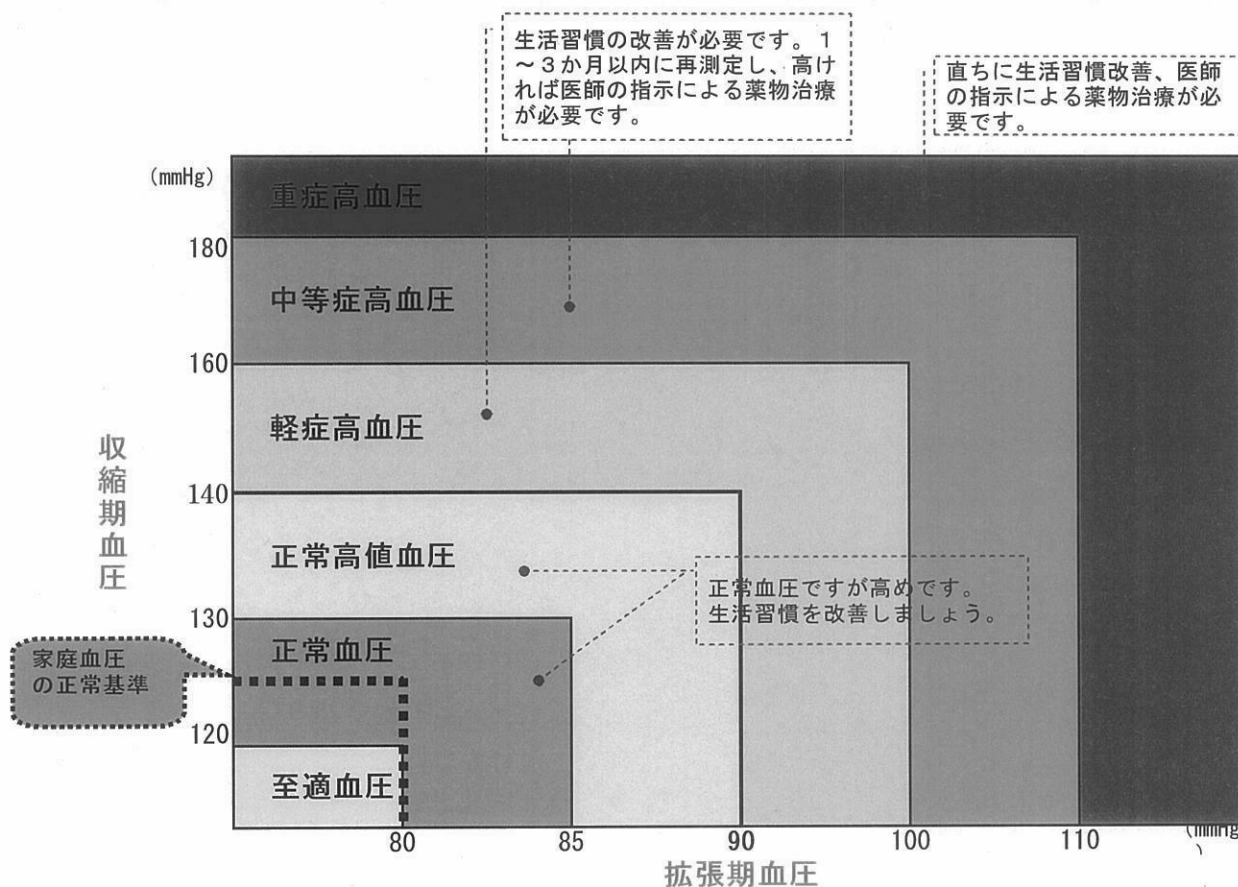 生活習慣の改善が必要です。1
～3か月以内に再測定し、高け
れば医師の指示による薬物治療
が必要です。
直ちに生活習慣改善、医師
の指示による薬物治療が必
要です。
(mmHg)
重症高血圧
180
中等症高血圧
160
軽症高血圧
収縮期血圧
140
正常高値血圧
正常血圧ですが高めです。
生活習慣を改善しましょう。
130
正常血圧
家庭血圧
の正常基準
120
至適血圧
80
85
90
100
110
(mmHg
)
拡張期血圧